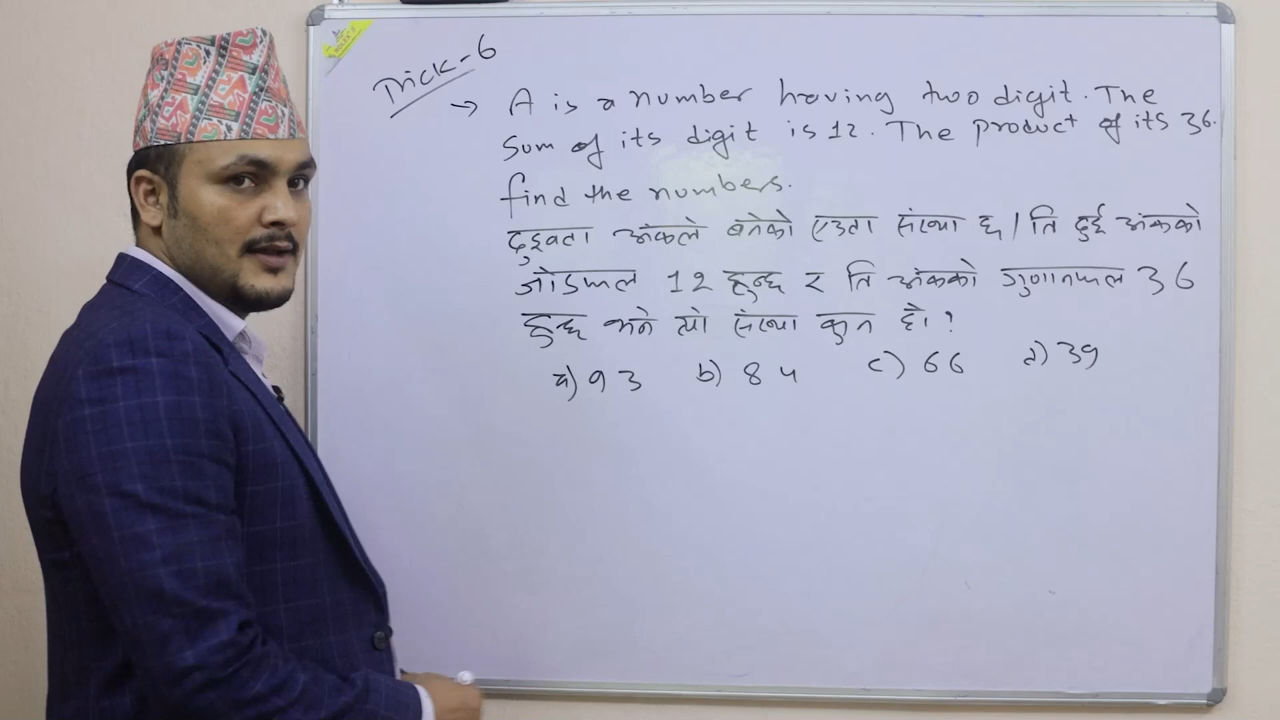 Trick-6
→ A is a number having two digit. The
sum of its digit is 12. The product of its 36.
find the numbers.
दुइवटा अंकले बनेको एउटा संख्या छ । ति दुई अंकको
जोडफल 12 हुन्छ र ति अंकको गुणानफल 36
हुन्छ भने त्यो संख्या कुन हो ?
a) 93 b) 84 c) 66 d) 39